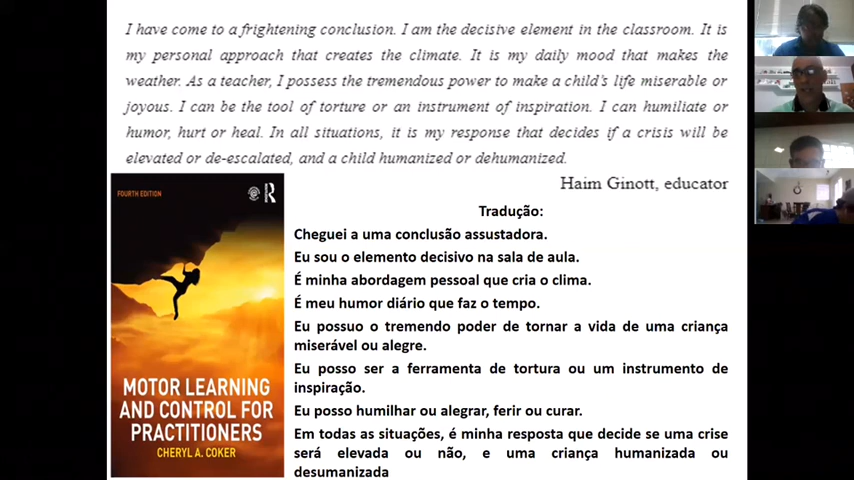 I have come to a frightening conclusion. I am the decisive element in the classroom. It is
my personal approach that creates the climate. It is my daily mood that makes the
weather. As a teacher, I possess the tremendous power to make a child's life miserable or
joyous. I can be the tool of torture or an instrument of inspiration. I can humiliate or
humor, hurt or heal. In all situations, it is my response that decides if a crisis will be
elevated or de-escalated, and a child humanized or dehumanized.
Haim Ginott, educator
FOURTH EDITION
R
MOTOR LEARNING
AND CONTROL FOR
PRACTITIONERS
CHERYL A. COKER
Tradução:
Cheguei a uma conclusão assustadora.
Eu sou o elemento decisivo na sala de aula.
É minha abordagem pessoal que cria o clima.
É meu humor diário que faz o tempo.
Eu possuo o tremendo poder de tornar a vida de uma criança
miserável ou alegre.
Eu posso ser a ferramenta de tortura ou um instrumento de
inspiração.
Eu posso humilhar ou alegrar, ferir ou curar.
Em todas as situações, é minha resposta que decide se uma crise
será elevada ou não, e uma criança humanizada ou
desumanizada